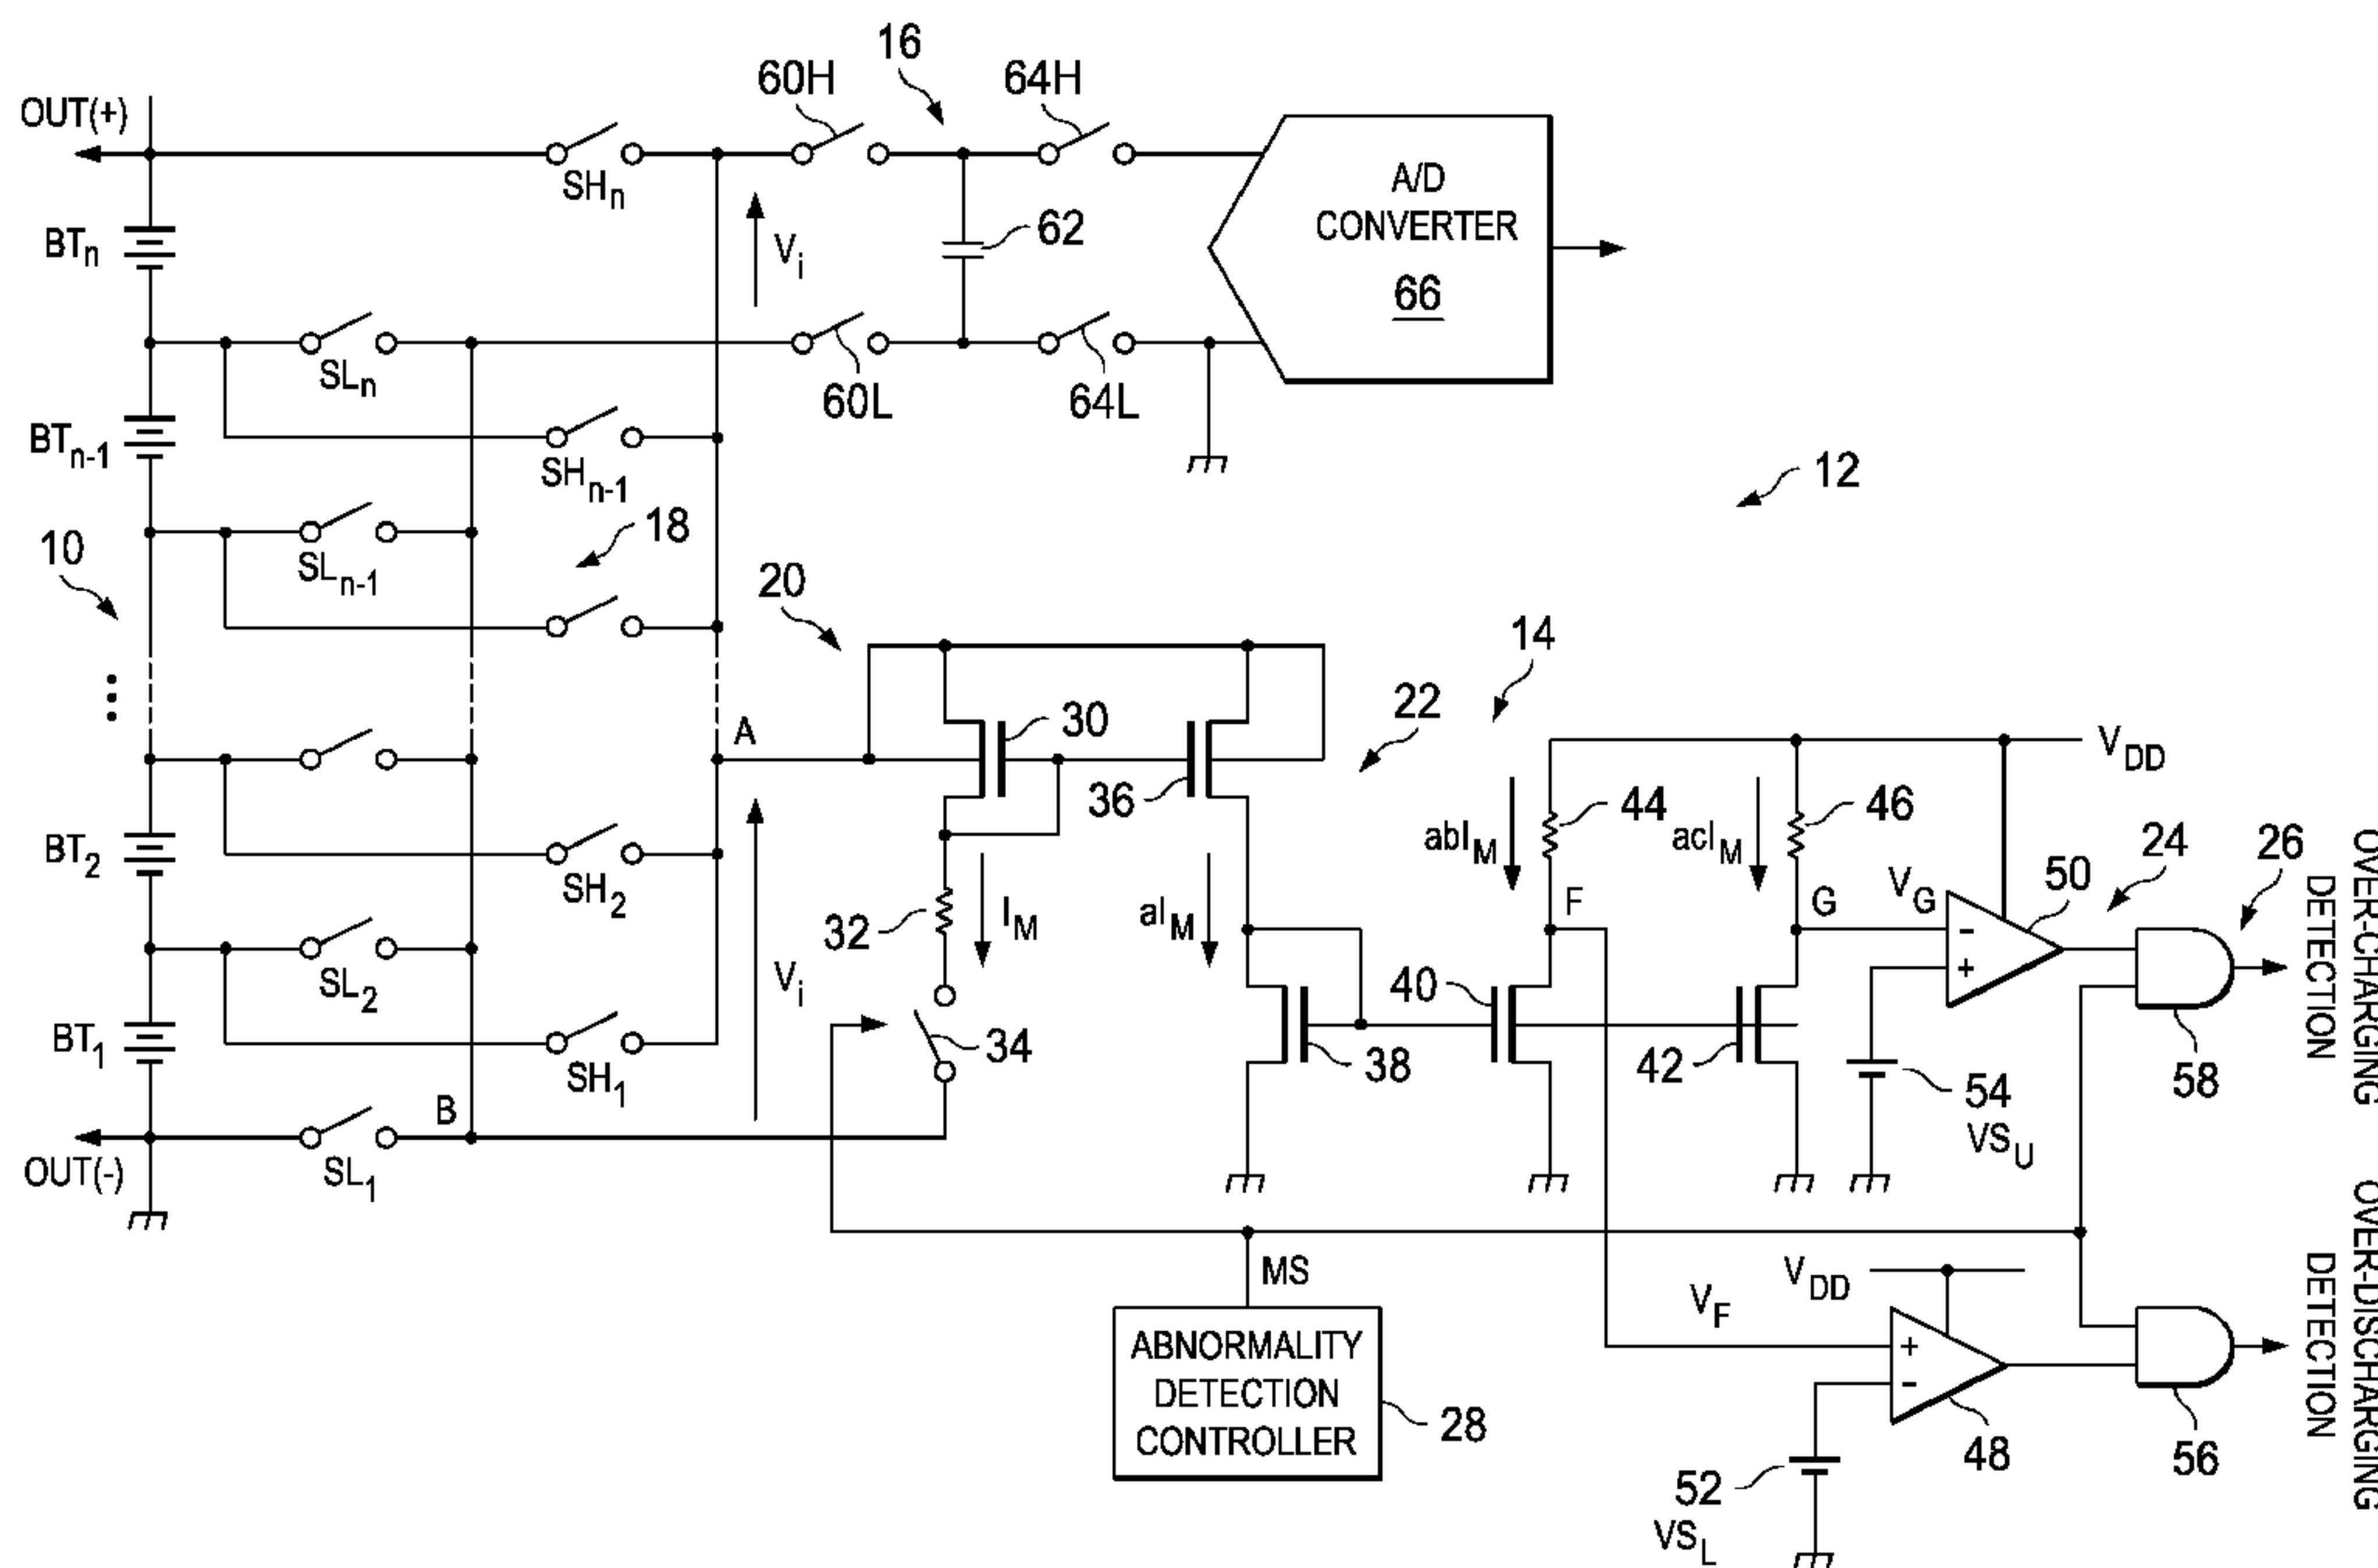 16
60H
64H
OUT(+)
SHn
A/D
CONVERTER
66
BTn
Vi
62
SLn
60L
64L
BTn-1
SHn-1
12
SLn-1
18
10
20
14
22
30
A
36
VDD
44
46
24
26
50
OVER-CHARGING
DETECTION
abIM
acIM
BT2
SH2
32
IM
aIM
F
G
VG
-
+
SL2
Vi
40
BT1
SH1
34
38
42
54
VSU
58
B
OUT(-)
SL1
MS
VDD
VF
OVER-DISCHARGING
DETECTION
ABNORMALITY
DETECTION
CONTROLLER
28
+
-
48
56
52
VSL